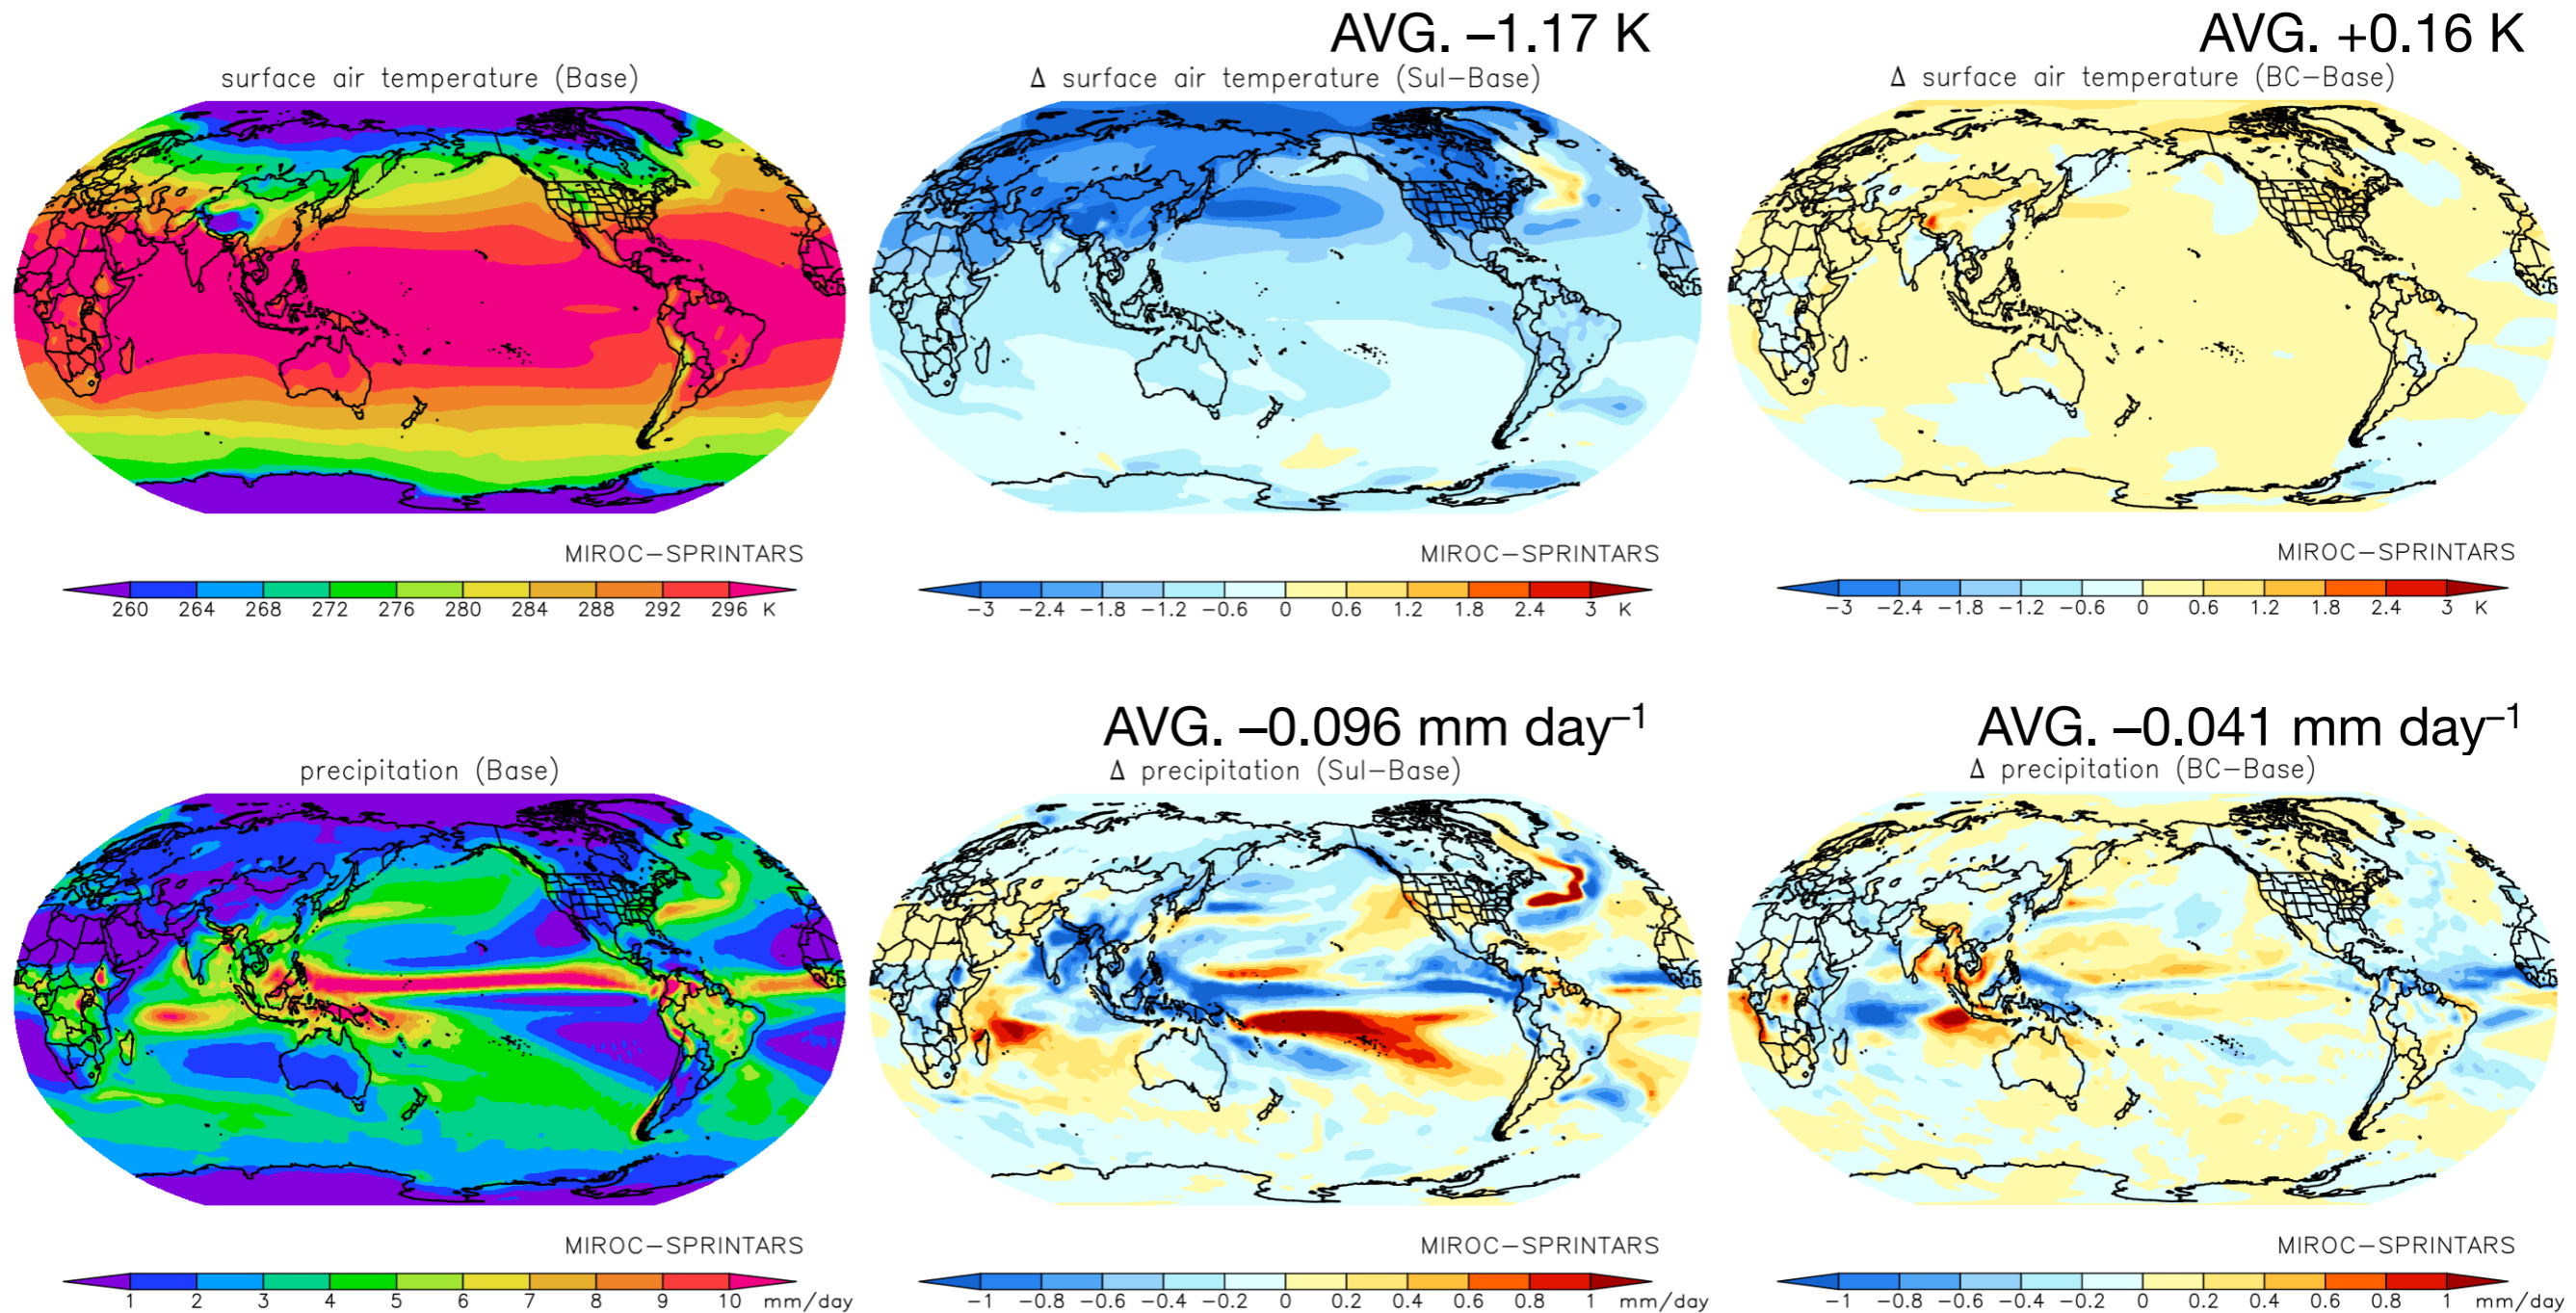 AVG. –1.17 K
AVG. +0.16 K
surface air temperature (Base)
Δ surface air temperature (Sul–Base)
Δ surface air temperature (BC–Base)
MIROC–SPRINTARS
MIROC–SPRINTARS
MIROC–SPRINTARS
260 264 268 272 276 280 284 288 292 296 K
−3 −2.4 −1.8 −1.2 −0.6 0 0.6 1.2 1.8 2.4 3 K
−3 −2.4 −1.8 −1.2 −0.6 0 0.6 1.2 1.8 2.4 3 K
AVG. –0.096 mm day⁻¹
AVG. –0.041 mm day⁻¹
precipitation (Base)
Δ precipitation (Sul–Base)
Δ precipitation (BC–Base)
MIROC–SPRINTARS
MIROC–SPRINTARS
MIROC–SPRINTARS
1 2 3 4 5 6 7 8 9 10 mm/day
−1 −0.8 −0.6 −0.4 −0.2 0 0.2 0.4 0.6 0.8 1 mm/day
−1 −0.8 −0.6 −0.4 −0.2 0 0.2 0.4 0.6 0.8 1 mm/day